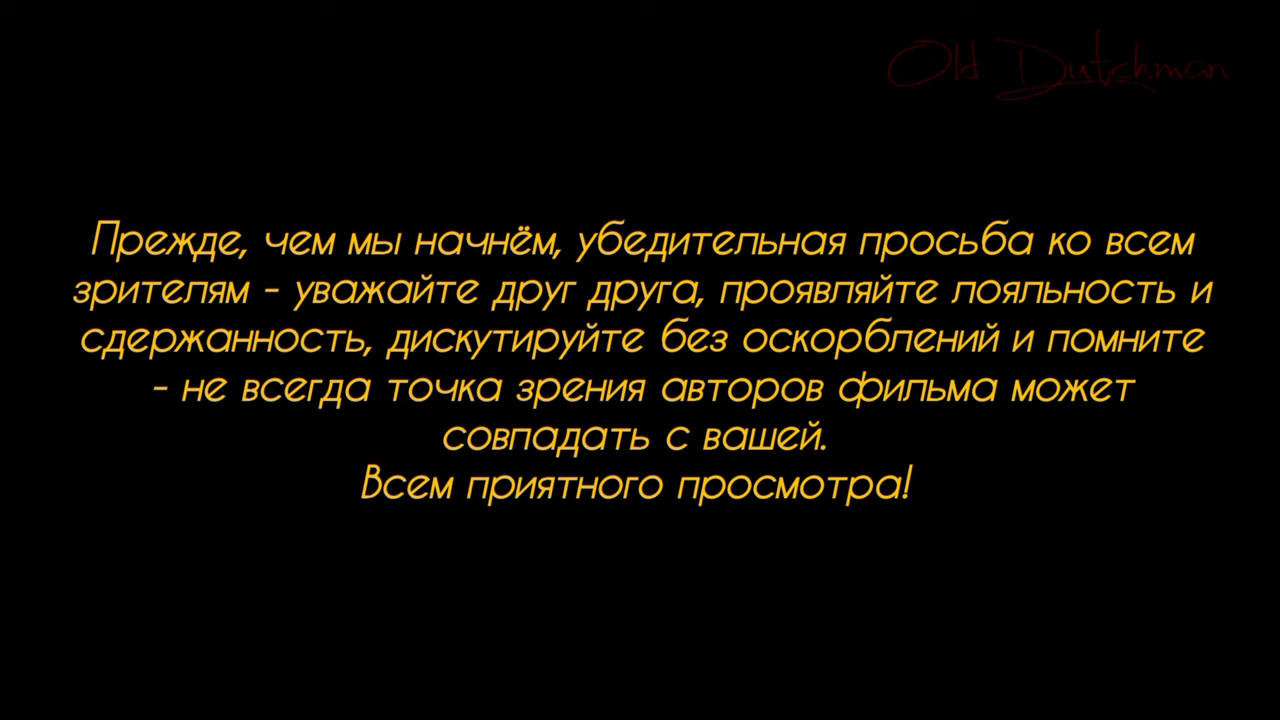 Old Dutchman
Прежде, чем мы начнём, убедительная просьба ко всем
зрителям - уважайте друг друга, проявляйте лояльность и
сдержанность, дискутируйте без оскорблений и помните
- не всегда точка зрения авторов фильма может
совпадать с вашей.
Всем приятного просмотра!